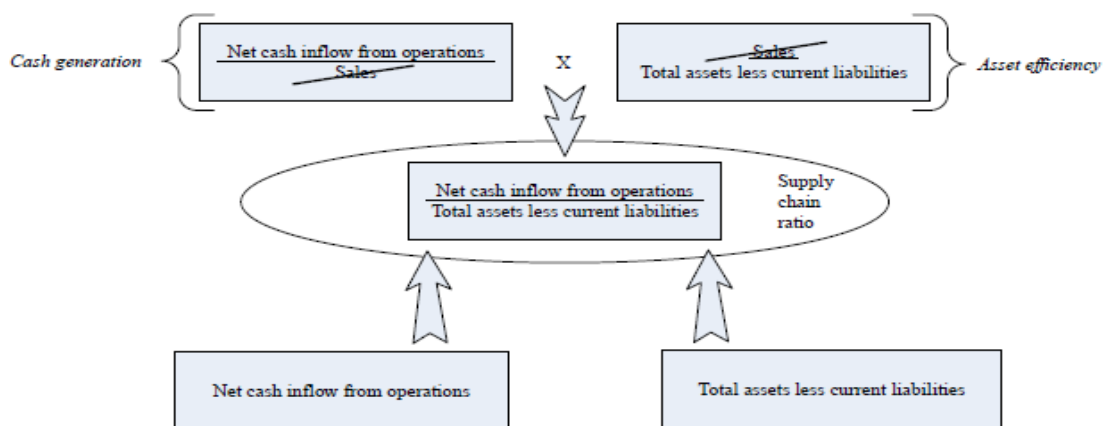 Cash generation
Net cash inflow from operations
Sales
X
Sales
Total assets less current liabilities
Asset efficiency
Net cash inflow from operations
Total assets less current liabilities
Supply
chain
ratio
Net cash inflow from operations
Total assets less current liabilities